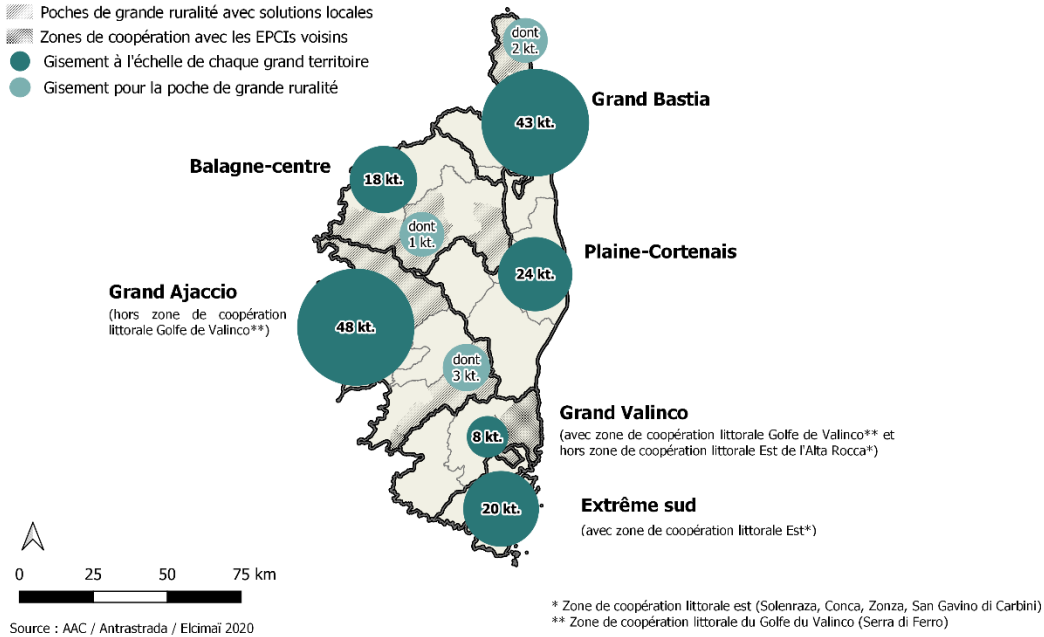 Poches de grande ruralité avec solutions locales
Zones de coopération avec les EPCIs voisins
Gisement à l'échelle de chaque grand territoire
Gisement pour la poche de grande ruralité
dont
2 kt.
Grand Bastia
43 kt.
Balagne-centre
18 kt.
dont
1 kt.
Plaine-Cortenais
24 kt.
Grand Ajaccio
(hors zone de coopération
littorale Golfe de Valinco**)
48 kt.
dont
3 kt.
Grand Valinco
(avec zone de coopération littorale Golfe de Valinco** et
hors zone de coopération littorale Est de l'Alta Rocca*)
8 kt.
Extrême sud
(avec zone de coopération littorale Est*)
20 kt.
0 25 50 75 km
Source : AAC / Antrastrada / Elcimaï 2020
* Zone de coopération littorale est (Solenraza, Conca, Zonza, San Gavino di Carbini)
** Zone de coopération littorale du Golfe du Valinco (Serra di Ferro)